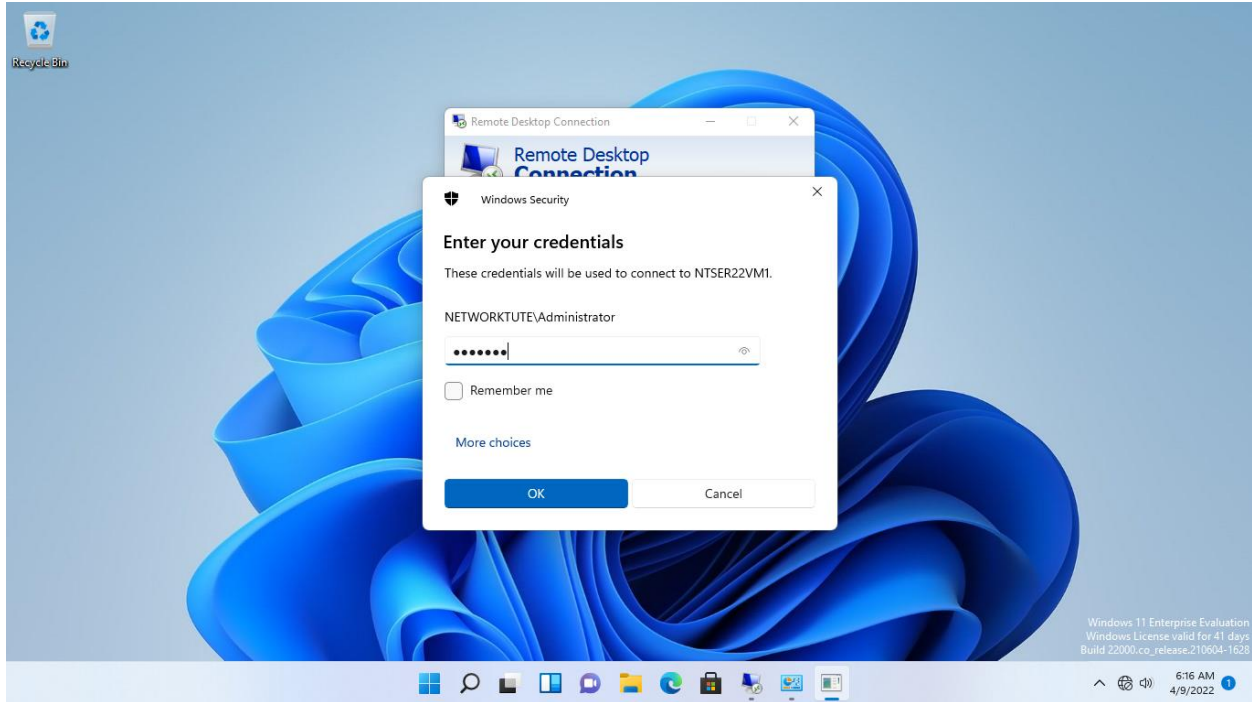 Recycle Bin
Remote Desktop Connection
Remote Desktop
Connection
Windows Security
Enter your credentials
These credentials will be used to connect to NTSER22VM1.
NETWORKTUTE\Administrator
•••••••
Remember me
More choices
OK
Cancel
Windows 11 Enterprise Evaluation
Windows License valid for 41 days
Build 22000.co_release.210604-1628
6:16 AM
4/9/2022
1